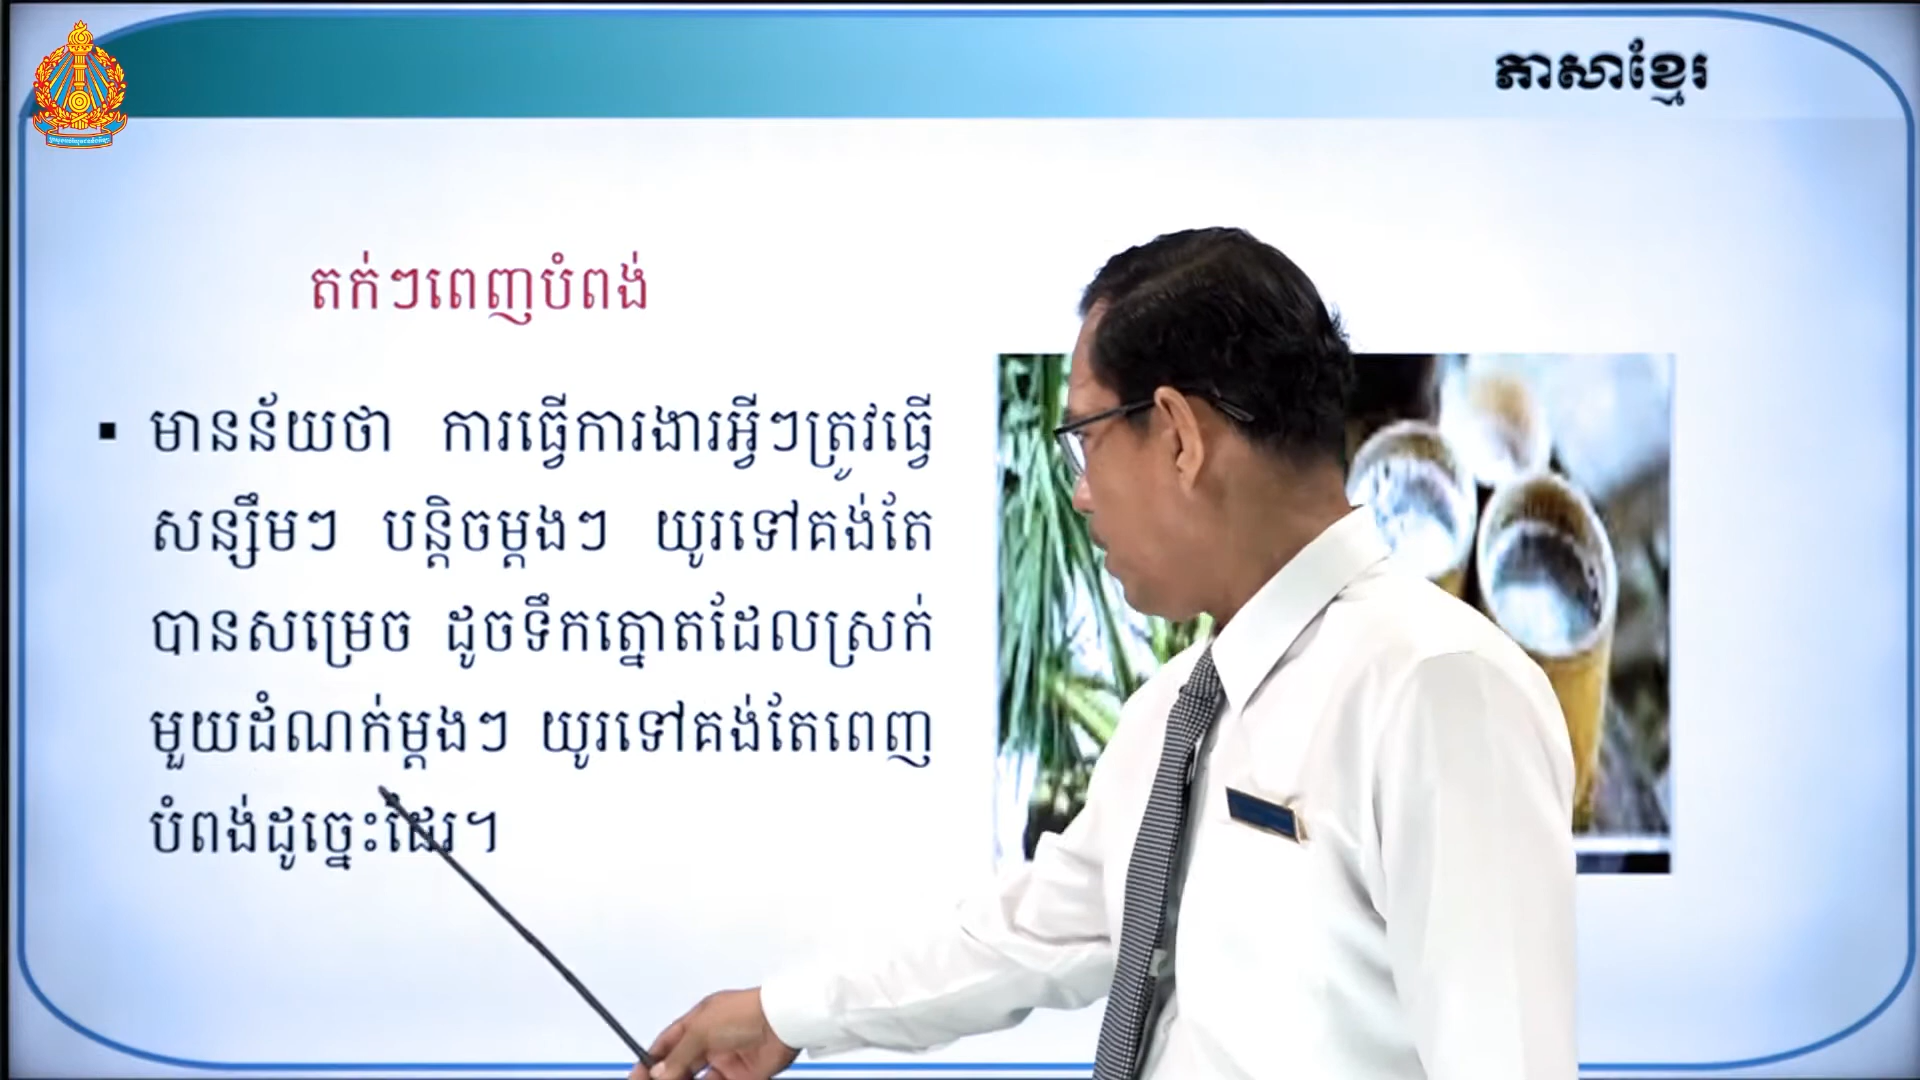 ភាសាខ្មែរ
តក់ៗពេញបំពង់
▪ មានន័យថា ការធ្វើការងារអ្វីៗត្រូវធ្វើ
សន្សឹមៗ បន្តិចម្តងៗ យូរទៅគង់តែ
បានសម្រេច ដូចទឹកត្នោតដែលស្រក់
មួយដំណក់ម្តងៗ យូរទៅគង់តែពេញ
បំពង់ដូច្នេះដែរ។